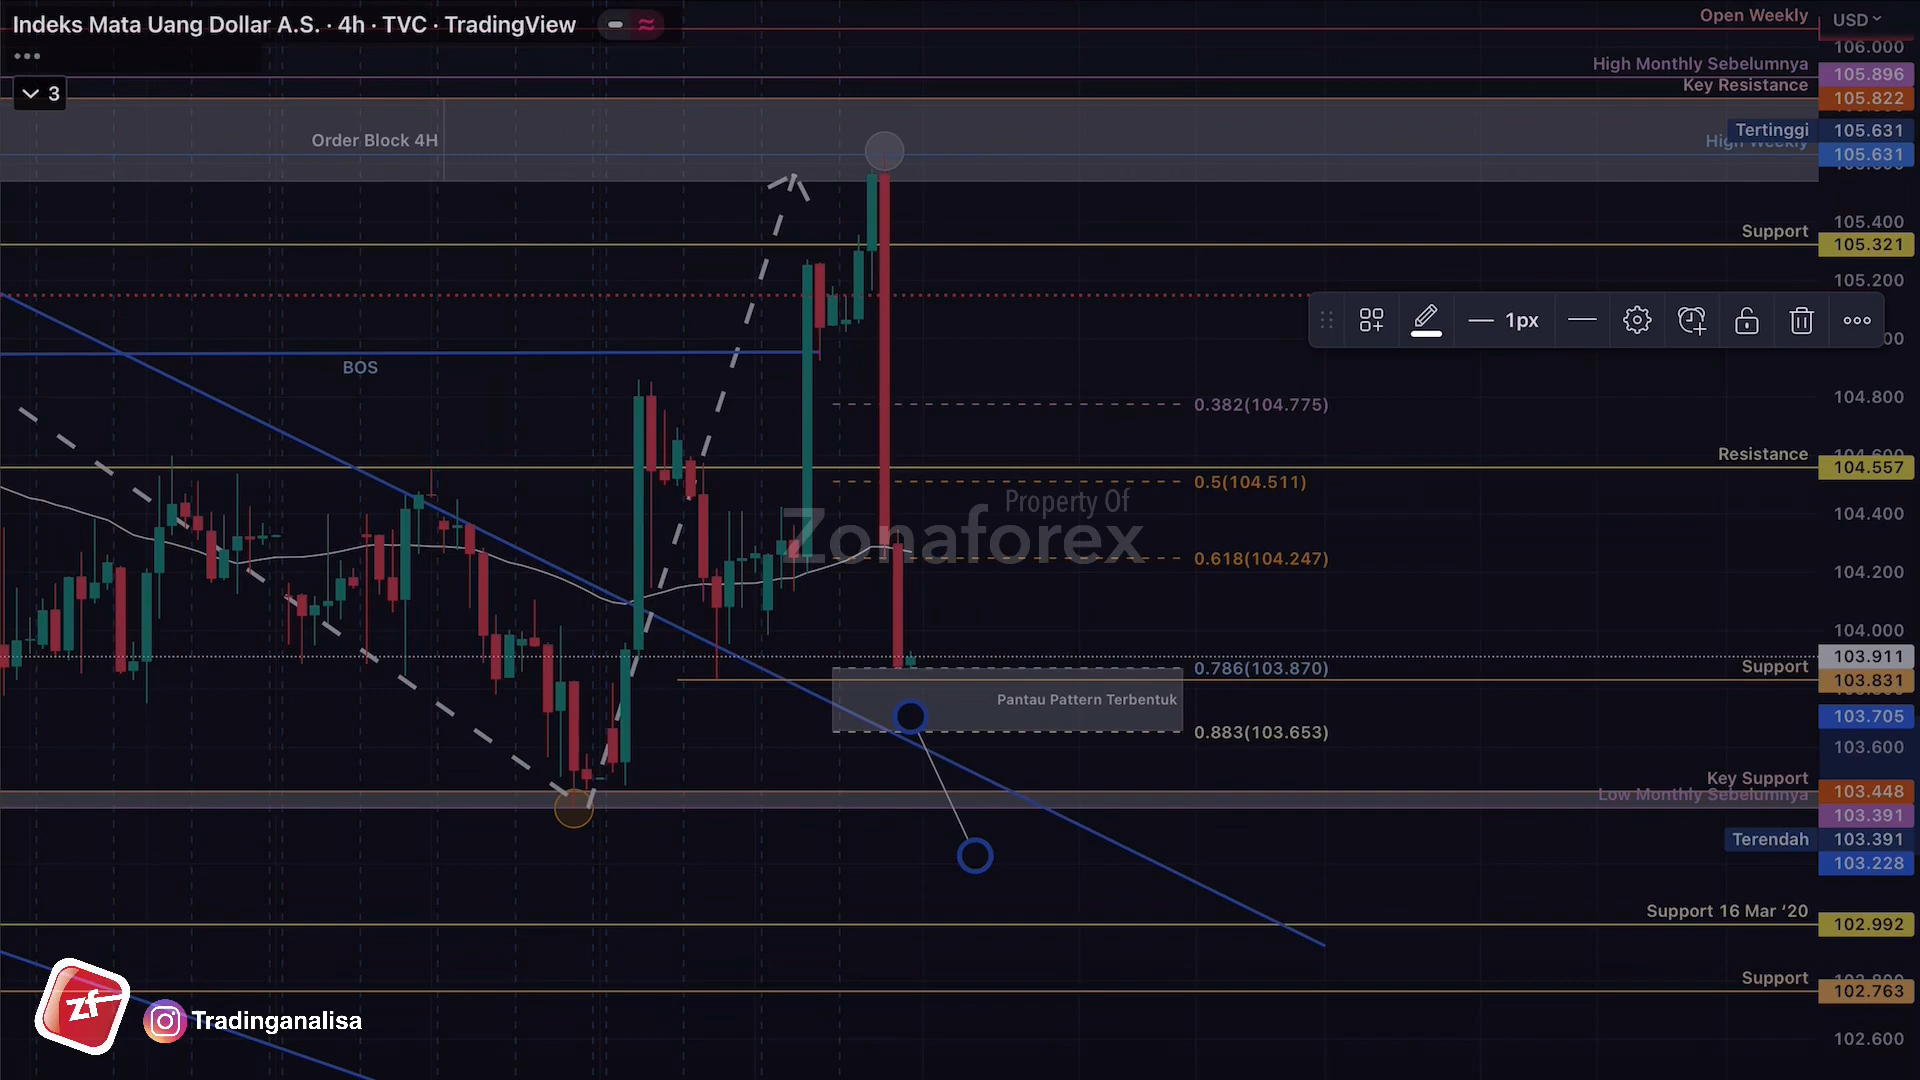 Indeks Mata Uang Dollar A.S. · 4h · TVC · TradingView
3
Open Weekly
USD
106.000
High Monthly Sebelumnya
105.896
Key Resistance
105.822
Order Block 4H
Tertinggi
105.631
High Weekly
105.631
105.400
Support
105.321
105.200
1px
BOS
0.382(104.775)
104.800
Resistance
104.557
0.5(104.511)
104.400
Property Of
Zonaforex
0.618(104.247)
104.200
104.000
103.911
0.786(103.870)
Support
103.831
Pantau Pattern Terbentuk
103.705
0.883(103.653)
103.600
Key Support
103.448
Low Monthly Sebelumnya
103.391
Terendah
103.391
103.228
Support 16 Mar ‘20
102.992
Support
102.763
zf
Tradinganalisa
102.600